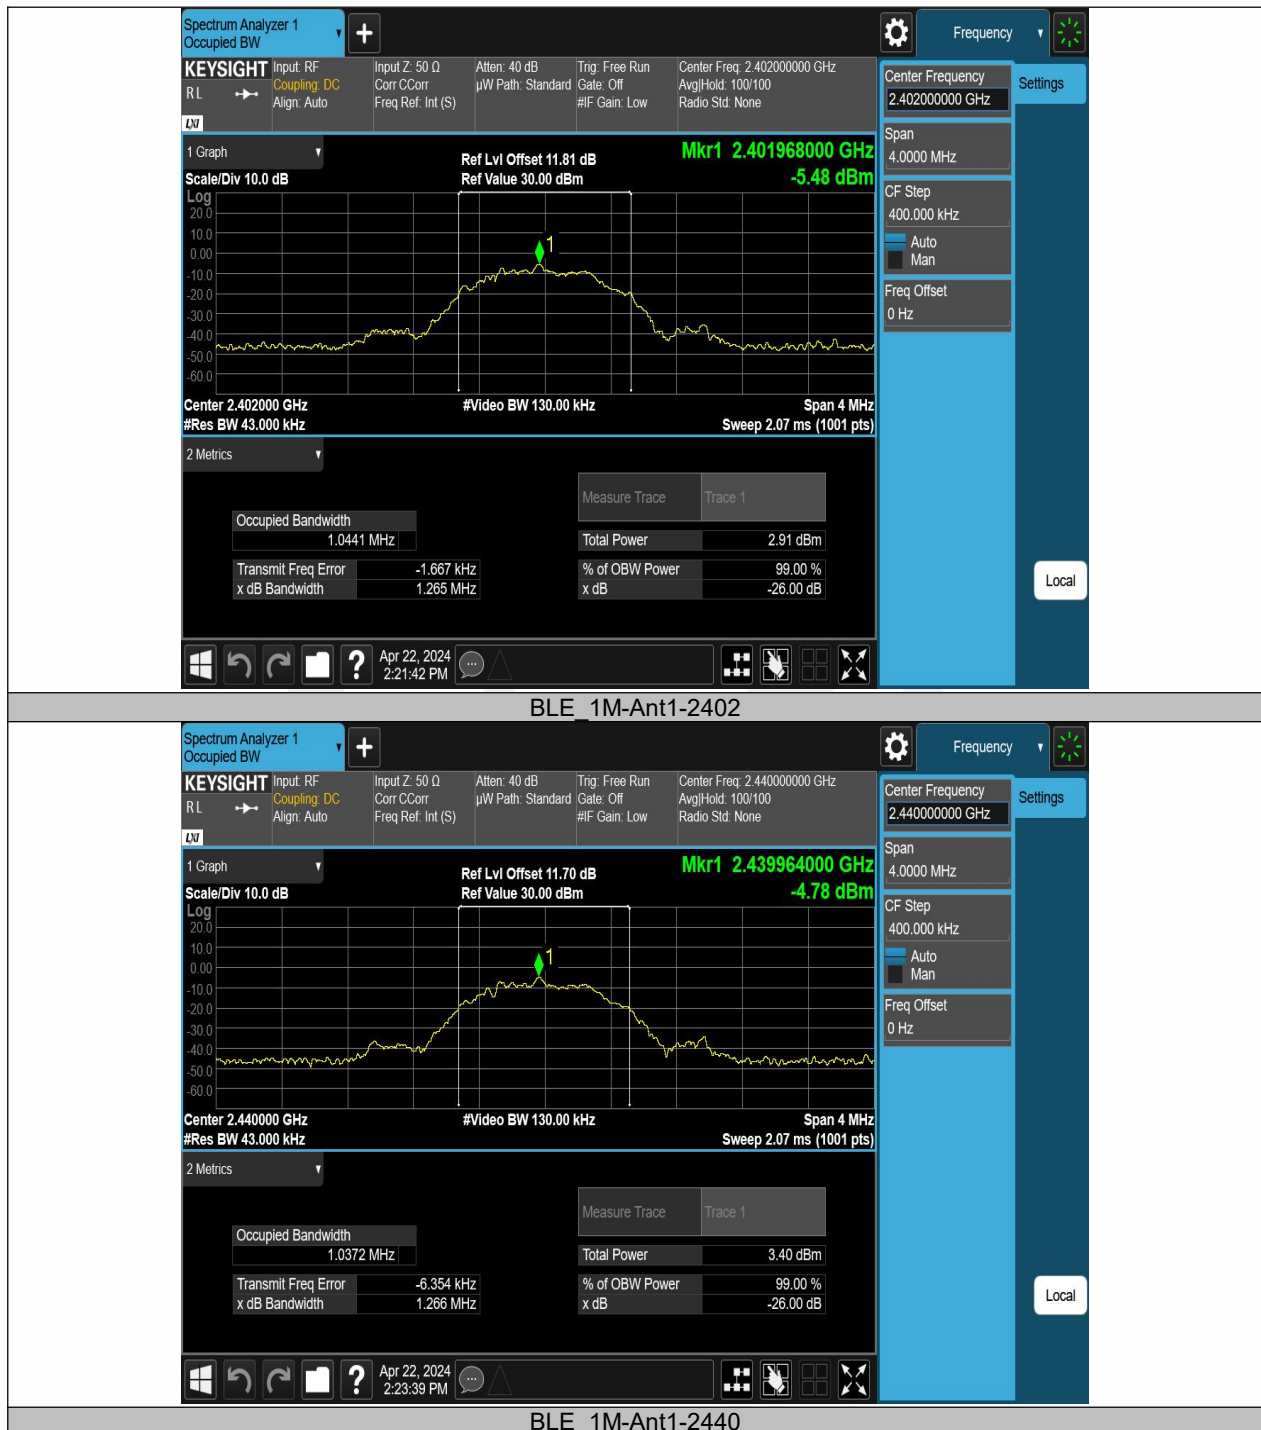 Spectrum Analyzer 1
Occupied BW
+
Frequency
KEYSIGHT
RL
LXI
Input: RF
Coupling: DC
Align: Auto
Input Z: 50 Ω
Corr CCorr
Freq Ref: Int (S)
Atten: 40 dB
µW Path: Standard
Trig: Free Run
Gate: Off
#IF Gain: Low
Center Freq: 2.402000000 GHz
Avg|Hold: 100/100
Radio Std: None
Center Frequency
2.402000000 GHz
Settings
Span
4.0000 MHz
CF Step
400.000 kHz
Auto
Man
Freq Offset
0 Hz
Local
1 Graph
Scale/Div 10.0 dB
Ref Lvl Offset 11.81 dB
Ref Value 30.00 dBm
Mkr1 2.401968000 GHz
-5.48 dBm
Log
20.0
10.0
0.00
-10.0
-20.0
-30.0
-40.0
-50.0
-60.0
1
Center 2.402000 GHz
#Res BW 43.000 kHz
#Video BW 130.00 kHz
Span 4 MHz
Sweep 2.07 ms (1001 pts)
2 Metrics
Measure Trace Trace 1
Occupied Bandwidth
1.0441 MHz
Total Power 2.91 dBm
Transmit Freq Error -1.667 kHz
% of OBW Power 99.00 %
x dB Bandwidth 1.265 MHz
x dB -26.00 dB
?
Apr 22, 2024
2:21:42 PM
BLE_1M-Ant1-2402
Spectrum Analyzer 1
Occupied BW
+
Frequency
KEYSIGHT
RL
LXI
Input: RF
Coupling: DC
Align: Auto
Input Z: 50 Ω
Corr CCorr
Freq Ref: Int (S)
Atten: 40 dB
µW Path: Standard
Trig: Free Run
Gate: Off
#IF Gain: Low
Center Freq: 2.440000000 GHz
Avg|Hold: 100/100
Radio Std: None
Center Frequency
2.440000000 GHz
Settings
Span
4.0000 MHz
CF Step
400.000 kHz
Auto
Man
Freq Offset
0 Hz
Local
1 Graph
Scale/Div 10.0 dB
Ref Lvl Offset 11.70 dB
Ref Value 30.00 dBm
Mkr1 2.439964000 GHz
-4.78 dBm
Log
20.0
10.0
0.00
-10.0
-20.0
-30.0
-40.0
-50.0
-60.0
1
Center 2.440000 GHz
#Res BW 43.000 kHz
#Video BW 130.00 kHz
Span 4 MHz
Sweep 2.07 ms (1001 pts)
2 Metrics
Measure Trace Trace 1
Occupied Bandwidth
1.0372 MHz
Total Power 3.40 dBm
Transmit Freq Error -6.354 kHz
% of OBW Power 99.00 %
x dB Bandwidth 1.266 MHz
x dB -26.00 dB
?
Apr 22, 2024
2:23:39 PM
BLE_1M-Ant1-2440